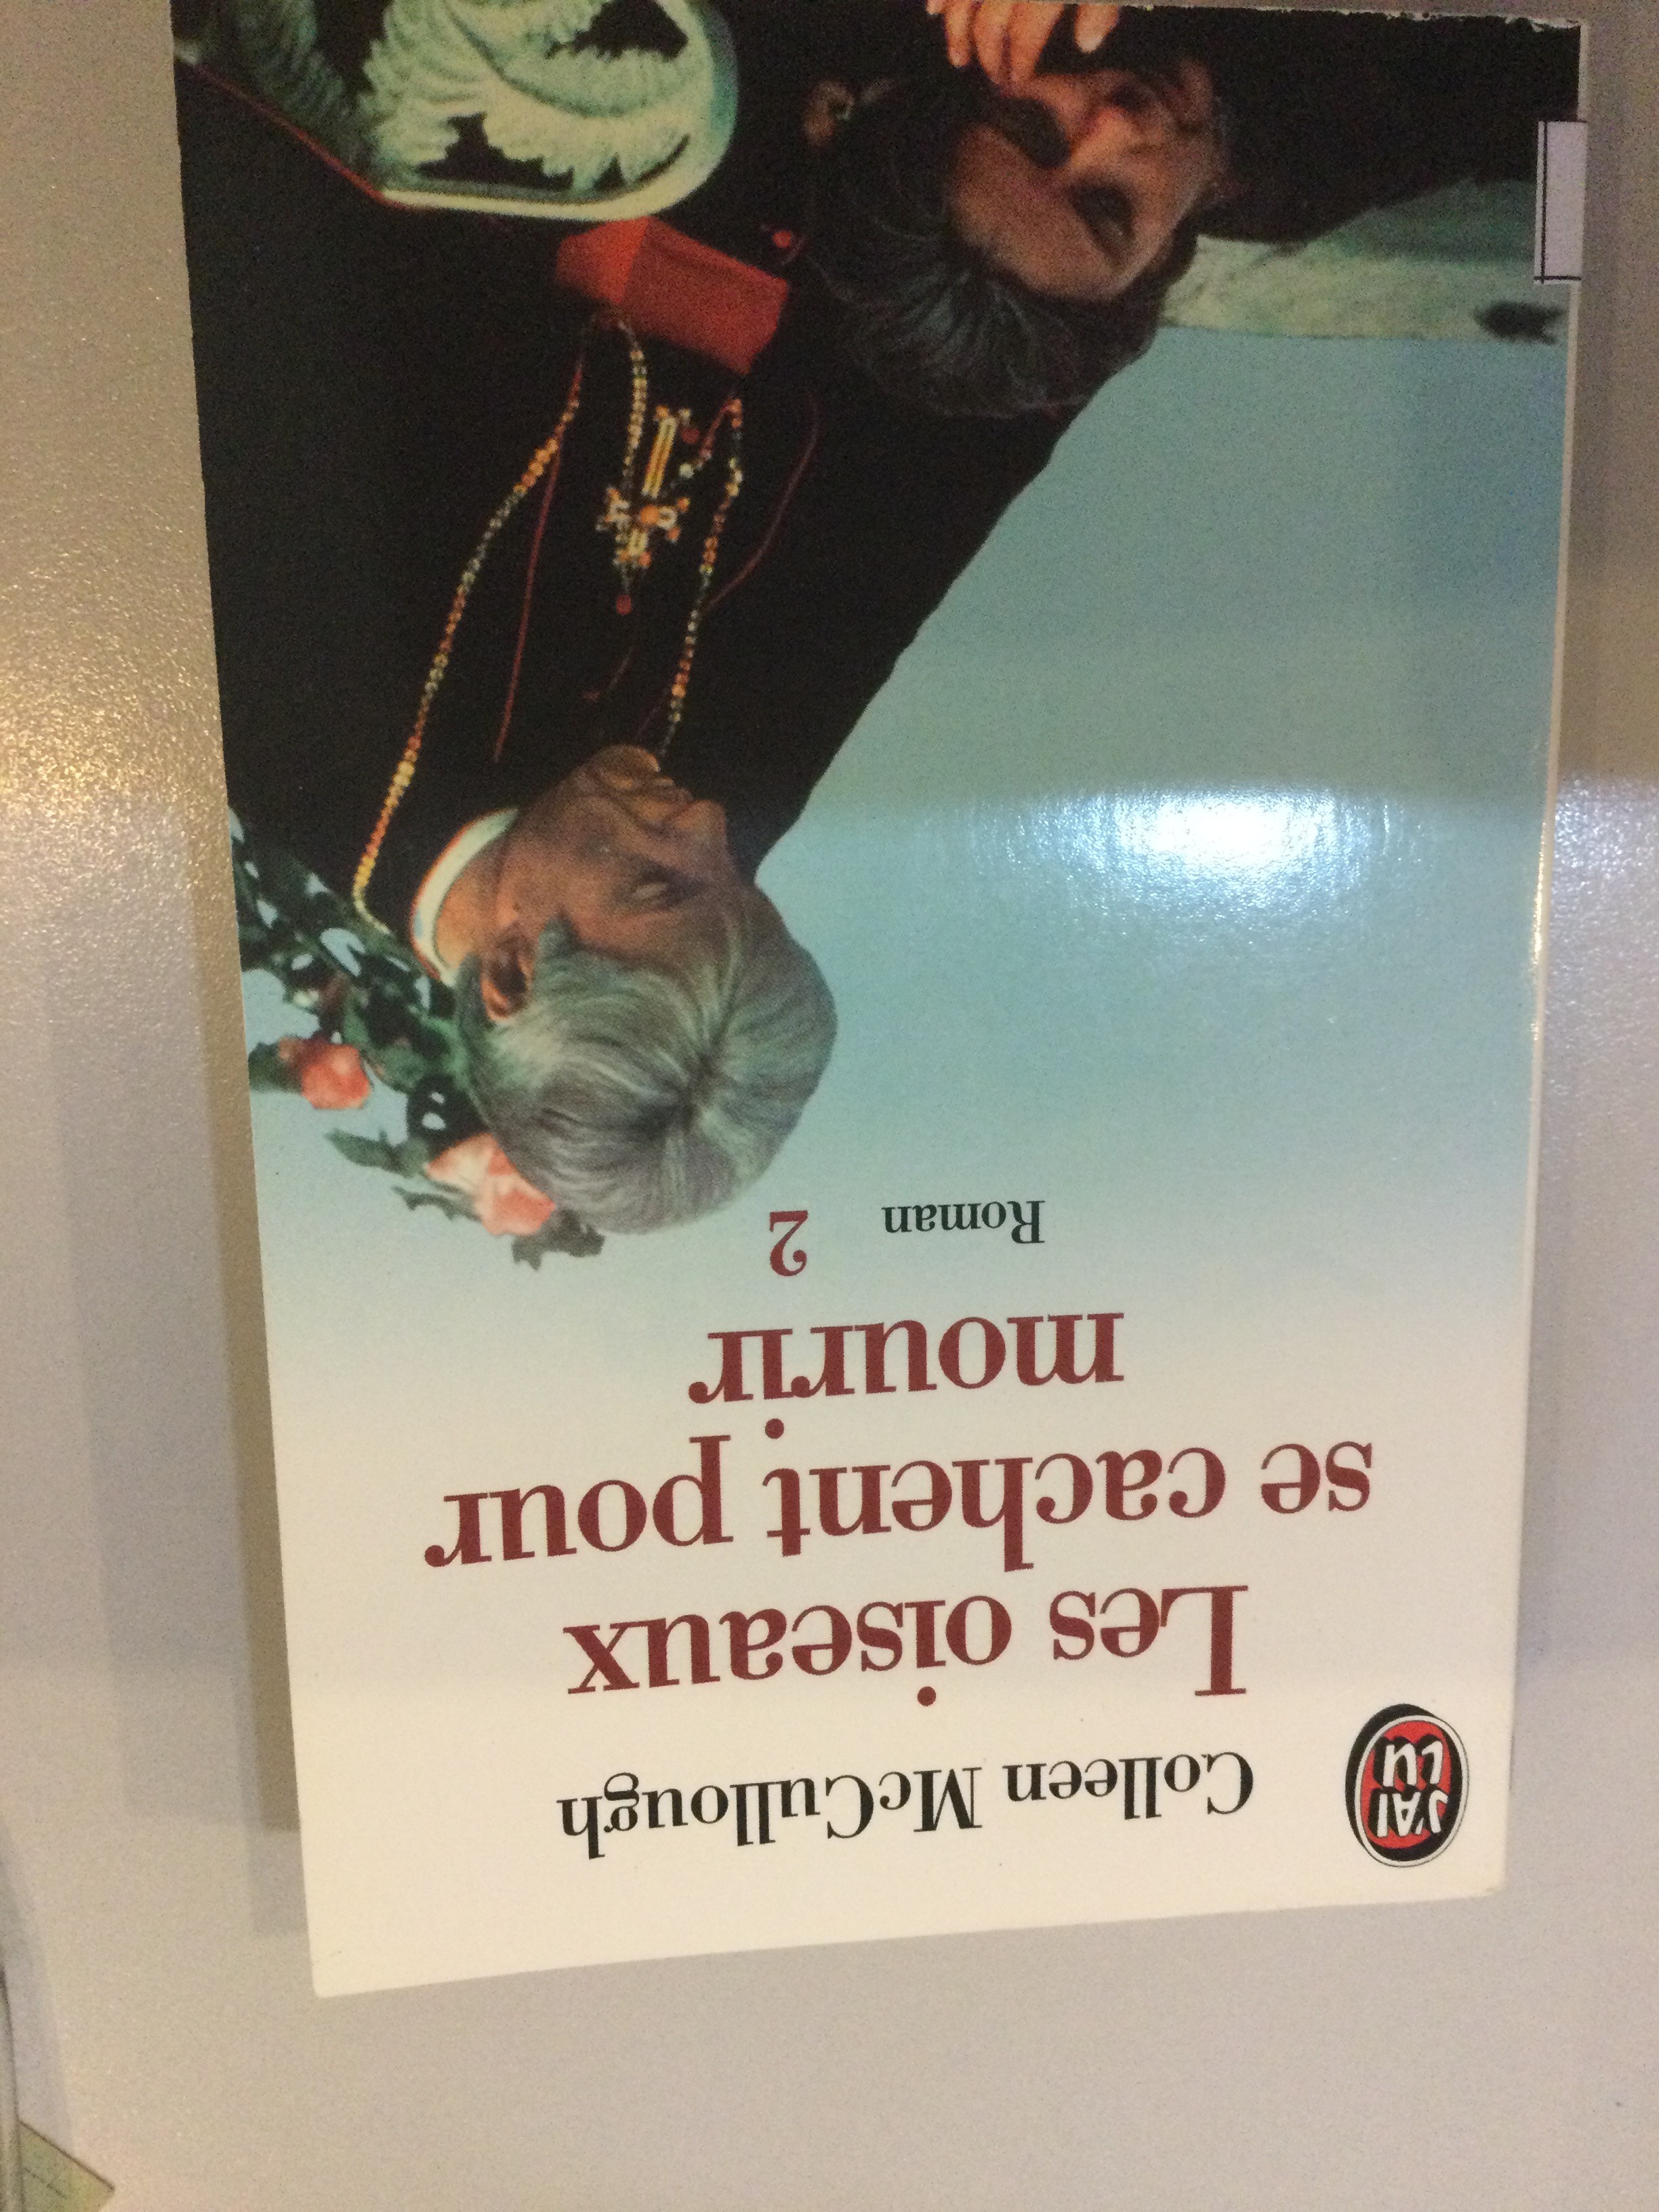 Colleen McCullough
J'AI
LU
Les oiseaux
se cachent pour
mourir
Roman 2